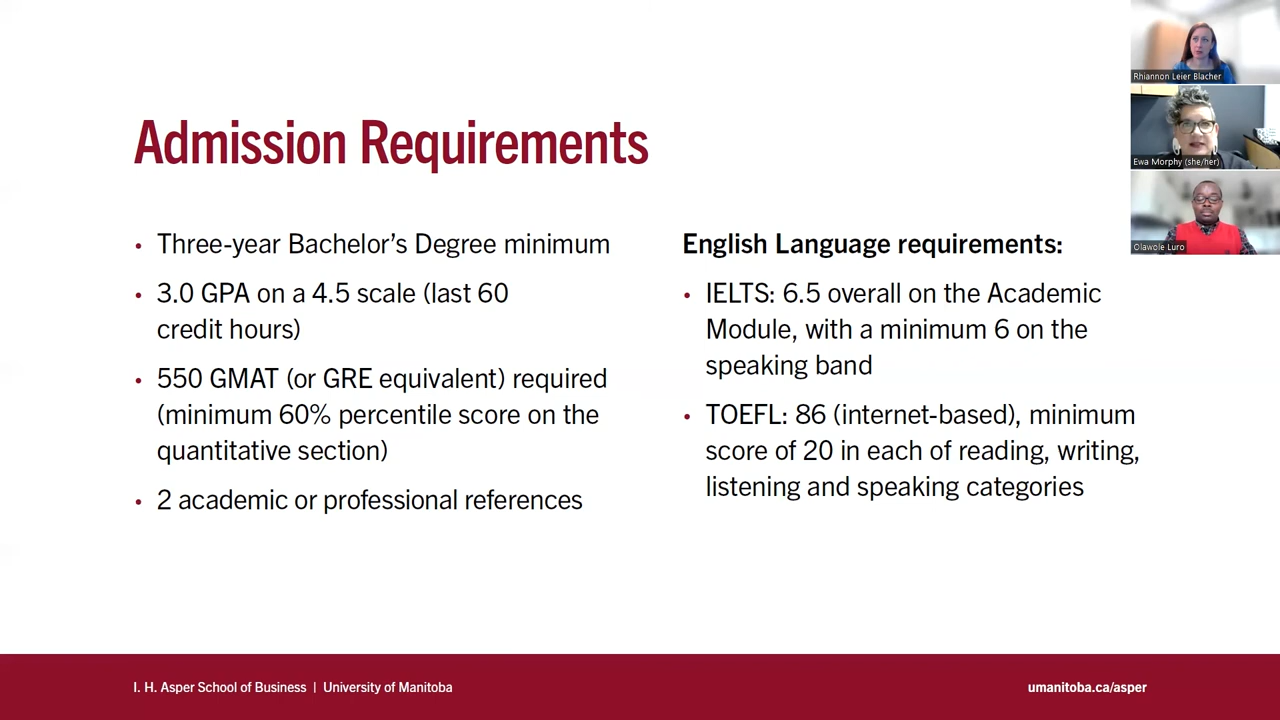 Admission Requirements
• Three-year Bachelor’s Degree minimum
• 3.0 GPA on a 4.5 scale (last 60
credit hours)
• 550 GMAT (or GRE equivalent) required
(minimum 60% percentile score on the
quantitative section)
• 2 academic or professional references
English Language requirements:
• IELTS: 6.5 overall on the Academic
Module, with a minimum 6 on the
speaking band
• TOEFL: 86 (internet-based), minimum
score of 20 in each of reading, writing,
listening and speaking categories
Rhiannon Leier Blacher
Ewa Morphy (she/her)
Olawole Luro
I. H. Asper School of Business | University of Manitoba
umanitoba.ca/asper